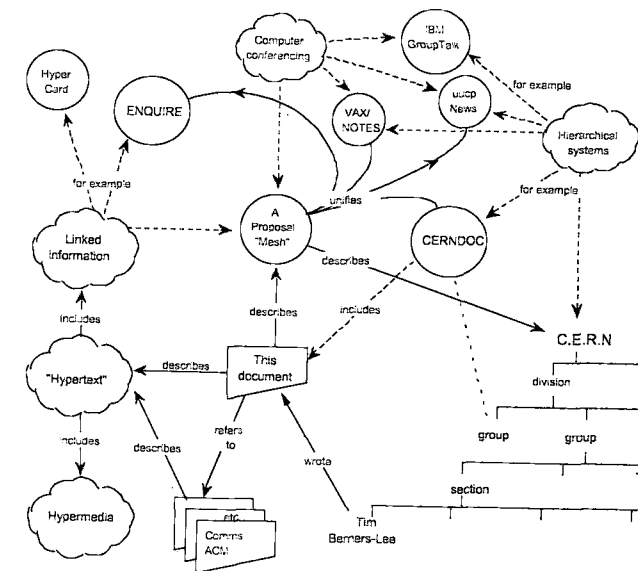 IBM
GroupTalk
Computer
conferencing
Hyper
Card
ENQUIRE
VAX/
NOTES
uucp
News
for example
Hierarchical
systems
for example
unifies
A
Proposal
"Mesh"
CERNDOC
for example
Linked
information
describes
describes
includes
includes
C.E.R.N
This
document
describes
"Hypertext"
division
includes
describes
refers
to
wrote
group
group
section
Hypermedia
etc
Comms
ACM
Tim
Berners-Lee